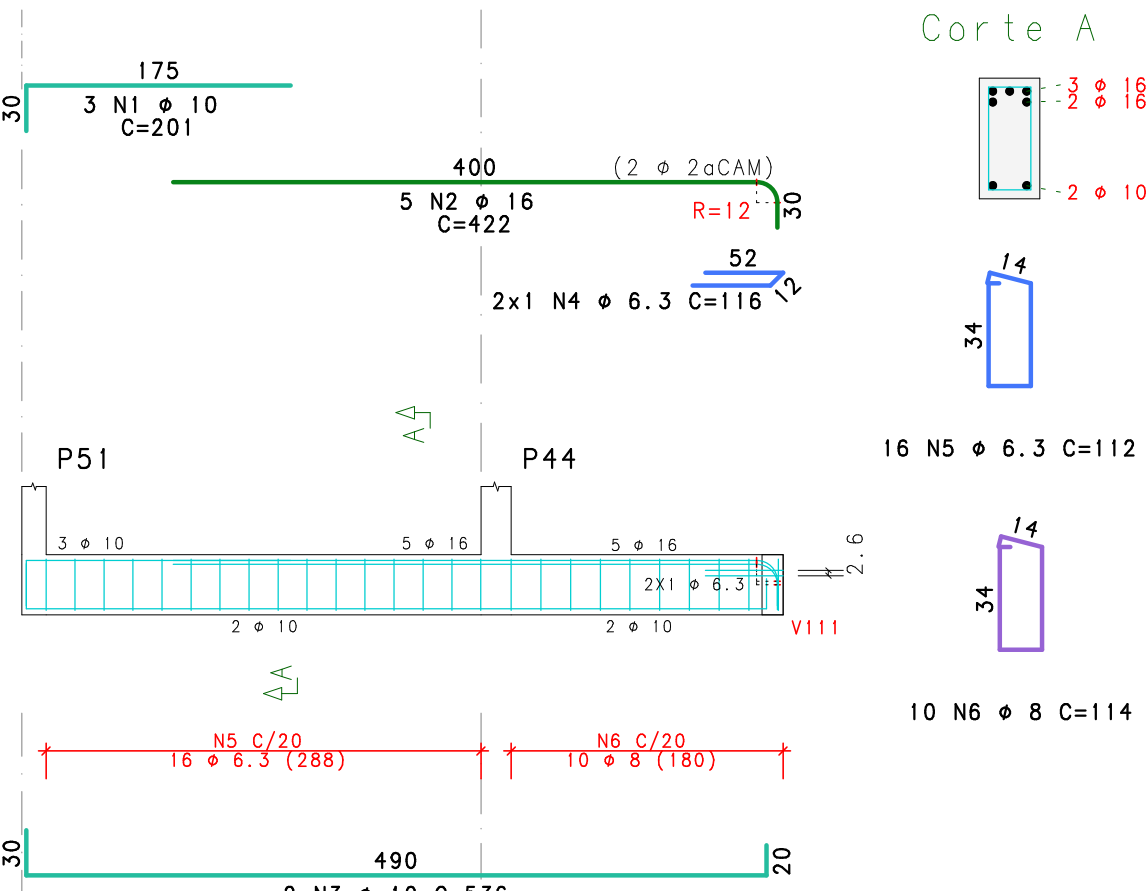 Corte A
175
30
3 N1 φ 10
C=201
3 φ 16
2 φ 16
2 φ 10
400
(2 φ 2aCAM)
5 N2 φ 16
C=422
R=12
30
52
12
2x1 N4 φ 6.3 C=116
14
34
16 N5 φ 6.3 C=112
A
P51
P44
3 φ 10
5 φ 16
5 φ 16
2X1 φ 6.3
2.6
2 φ 10
2 φ 10
V111
14
34
10 N6 φ 8 C=114
A
N5 C/20
16 φ 6.3 (288)
N6 C/20
10 φ 8 (180)
30
490
20